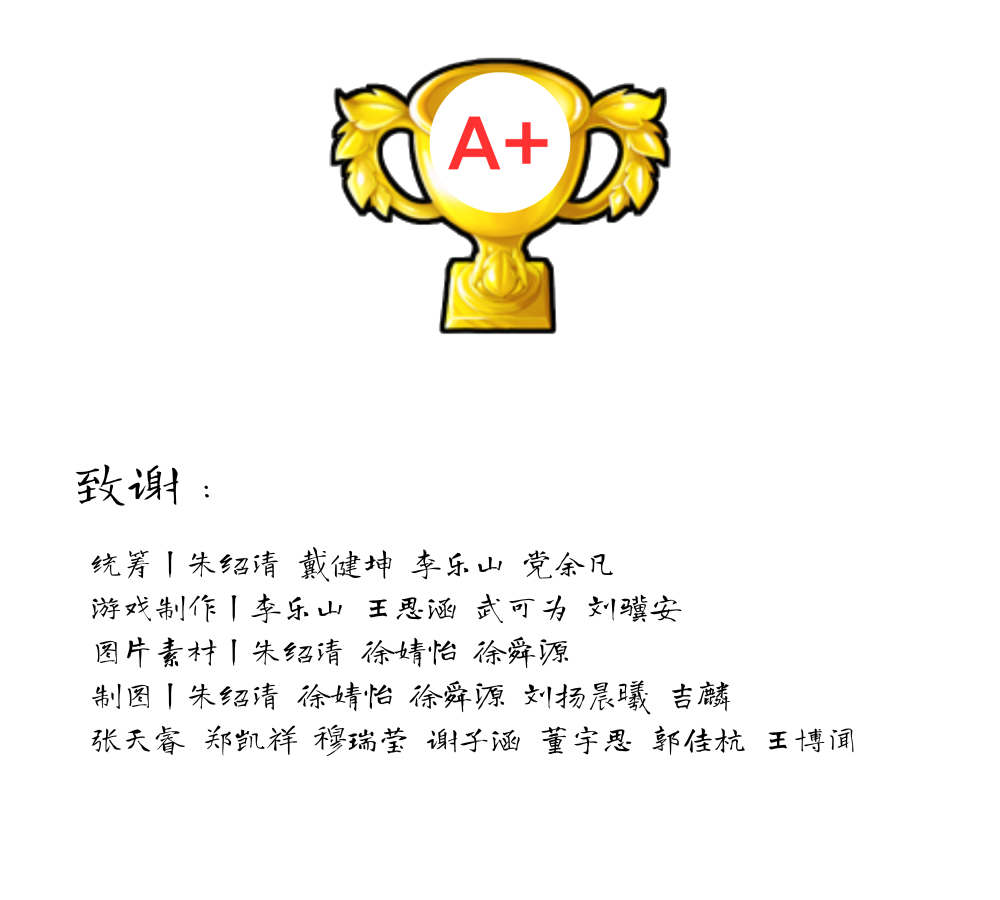 A+
致谢：
统筹丨朱绍清 戴健坤 李乐山 党余凡
游戏制作丨李乐山 王思涵 武可为 刘骥安
图片素材丨朱绍清 徐婧怡 徐舜源
制图丨朱绍清 徐婧怡 徐舜源 刘扬晨曦 吉麟
张天睿 郑凯祥 穆瑞莹 谢子涵 董宇思 郭佳杭 王博闻